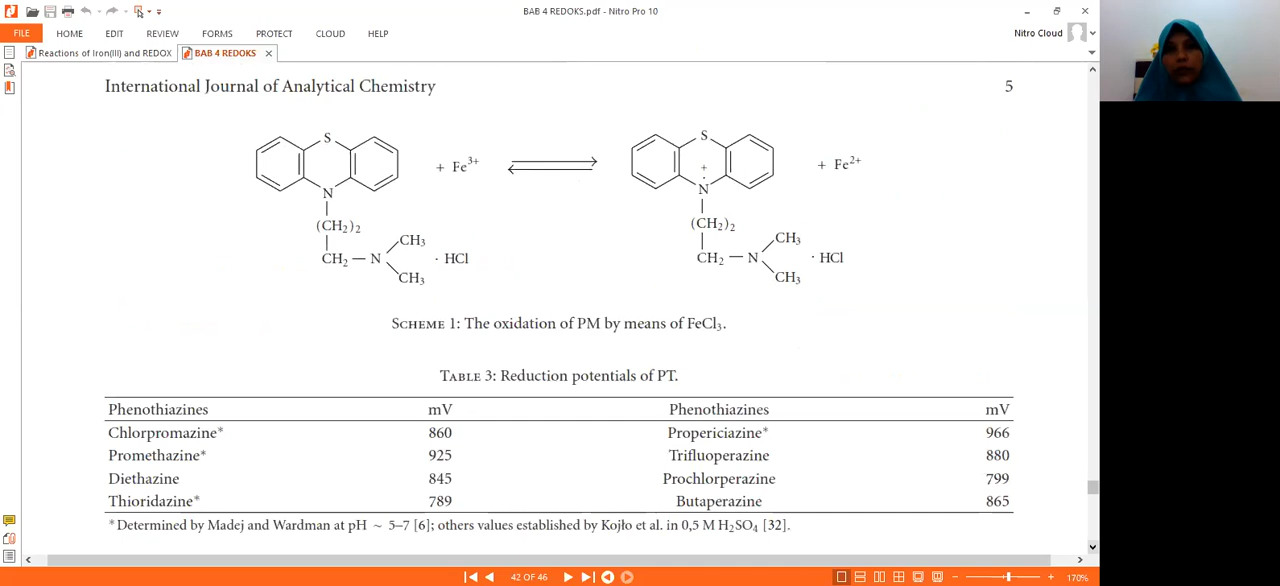 BAB 4 REDOKS.pdf - Nitro Pro 10
FILE HOME EDIT REVIEW FORMS PROTECT CLOUD HELP
Nitro Cloud
Reactions of Iron(III) and REDOX
BAB 4 REDOKS
International Journal of Analytical Chemistry 5
S S
+ Fe³⁺ + Fe²⁺
+
N N
(CH₂)₂ (CH₂)₂
CH₃ CH₃
CH₂ — N · HCl CH₂ — N · HCl
CH₃ CH₃
SCHEME 1: The oxidation of PM by means of FeCl₃.
TABLE 3: Reduction potentials of PT.
Phenothiazines mV Phenothiazines mV
Chlorpromazine* 860 Propericiazine* 966
Promethazine* 925 Trifluoperazine 880
Diethazine 845 Prochlorperazine 799
Thioridazine* 789 Butaperazine 865
*Determined by Madej and Wardman at pH ∼ 5–7 [6]; others values established by Kojło et al. in 0,5 M H₂SO₄ [32].
42 OF 46
170%